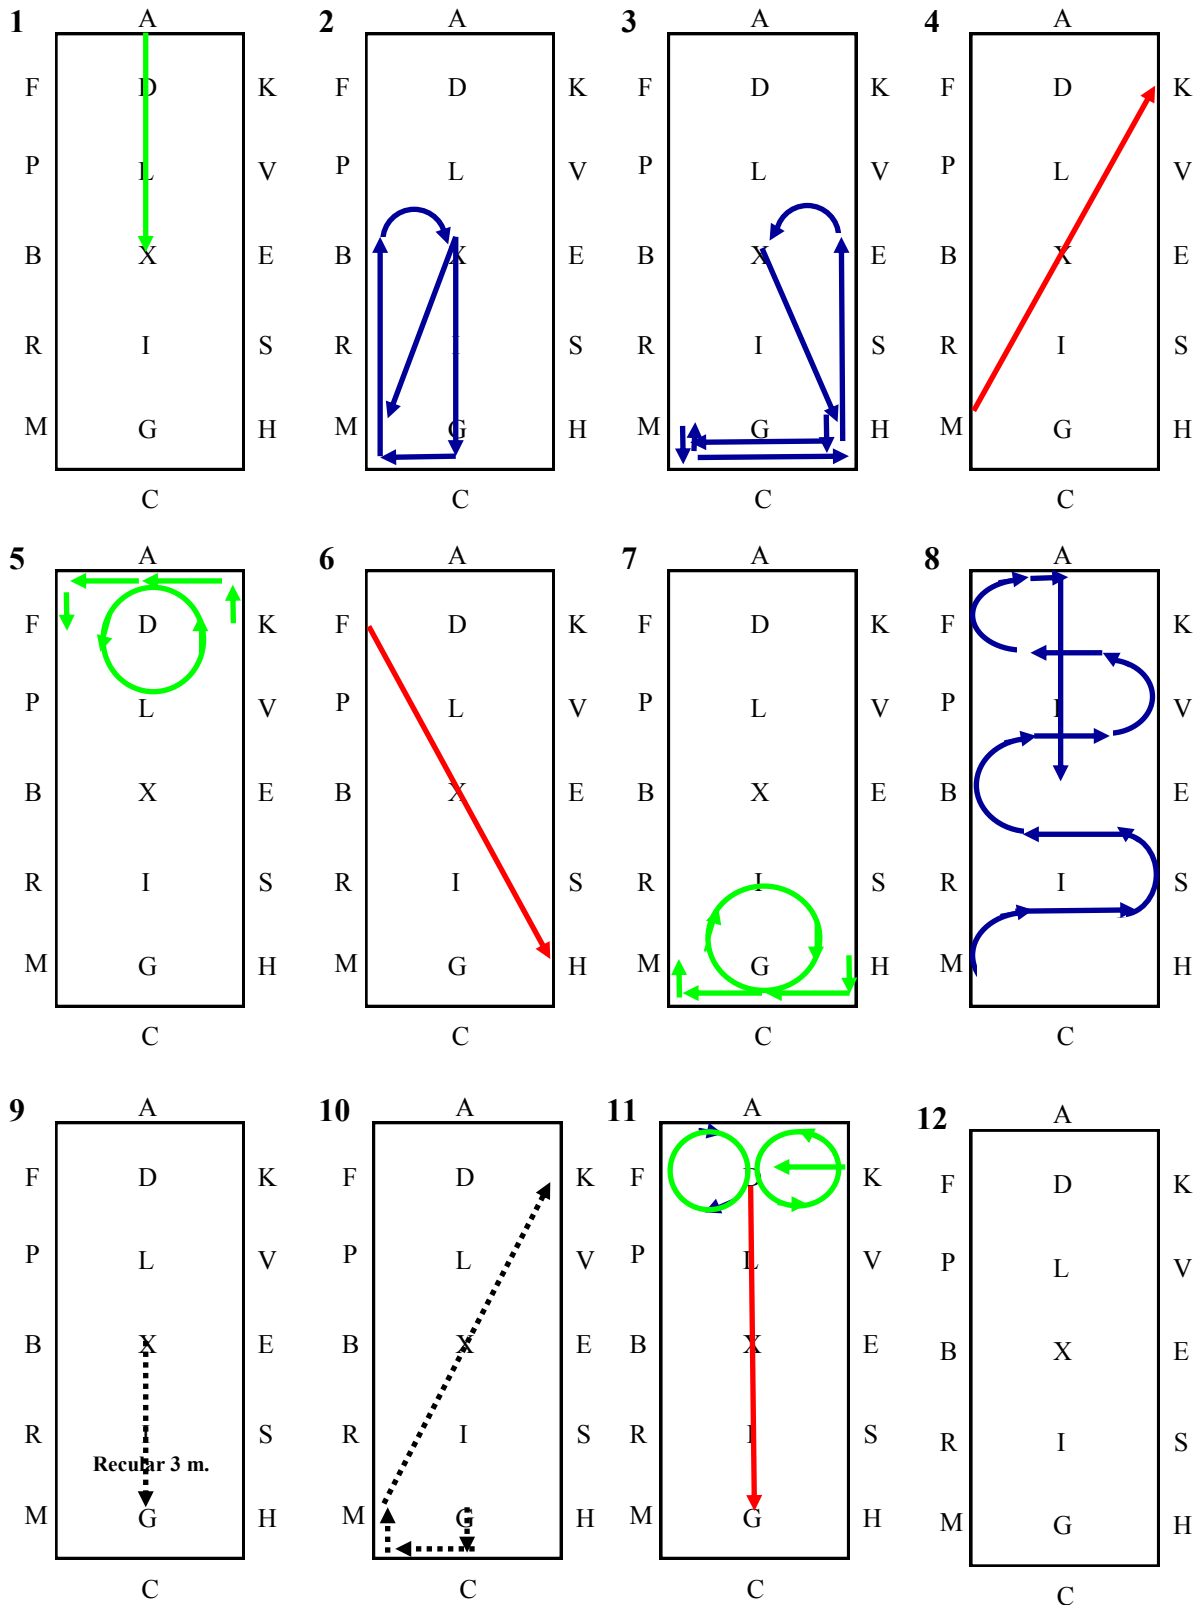 1 A 2 A 3 A 4 A
F D K F D K F D K F D K
P L V P L V P L V P L V
B X E B X E B X E B X E
R I S R I S R I S R I S
M G H M G H M G H M G H
C C C C
5 A 6 A 7 A 8 A
F D K F D K F D K F K
P L V P L V P L V P L V
B X E B X E B X E B E
R I S R I S R I S R I S
M G H M G H M G H M H
C C C C
9 A 10 A 11 A 12 A
F D K F D K F D K F D K
P L V P L V P L V P L V
B X E B X E B X E B X E
R I S R I S R I S R I S
Recular 3 m.
M G H M G H M G H M G H
C C C C